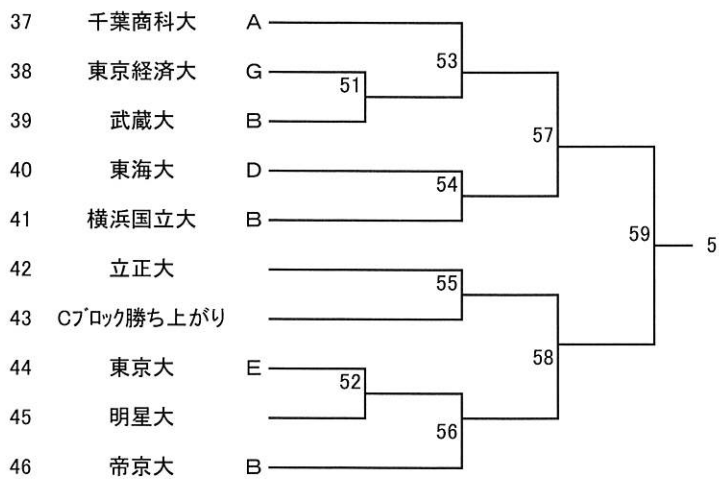 37 千葉商科大 A
53
38 東京経済大 G
51
39 武蔵大 B
57
40 東海大 D
54
41 横浜国立大 B
59 5
42 立正大
55
43 Cブロック勝ち上がり
58
44 東京大 E
52
45 明星大
56
46 帝京大 B